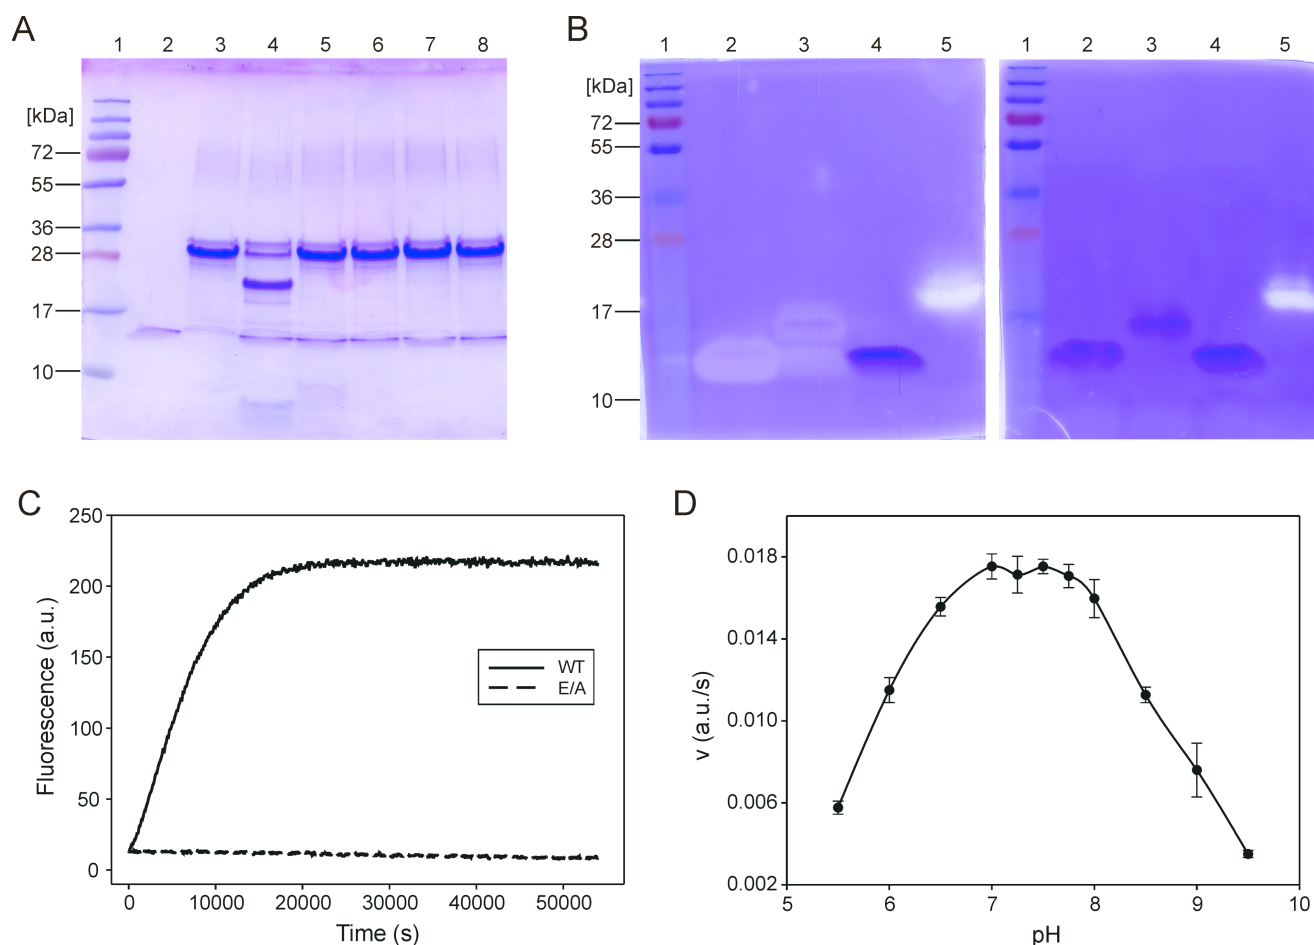 A
1 2 3 4 5 6 7 8
[kDa]
72
55
36
28
17
10
B
1 2 3 4 5
1 2 3 4 5
[kDa]
72
55
36
28
17
10
C
250
200
150
100
50
0
Fluorescence (a.u.)
WT
E/A
0 10000 20000 30000 40000 50000
Time (s)
D
0.018
0.014
0.010
0.006
0.002
v (a.u./s)
5 6 7 8 9 10
pH